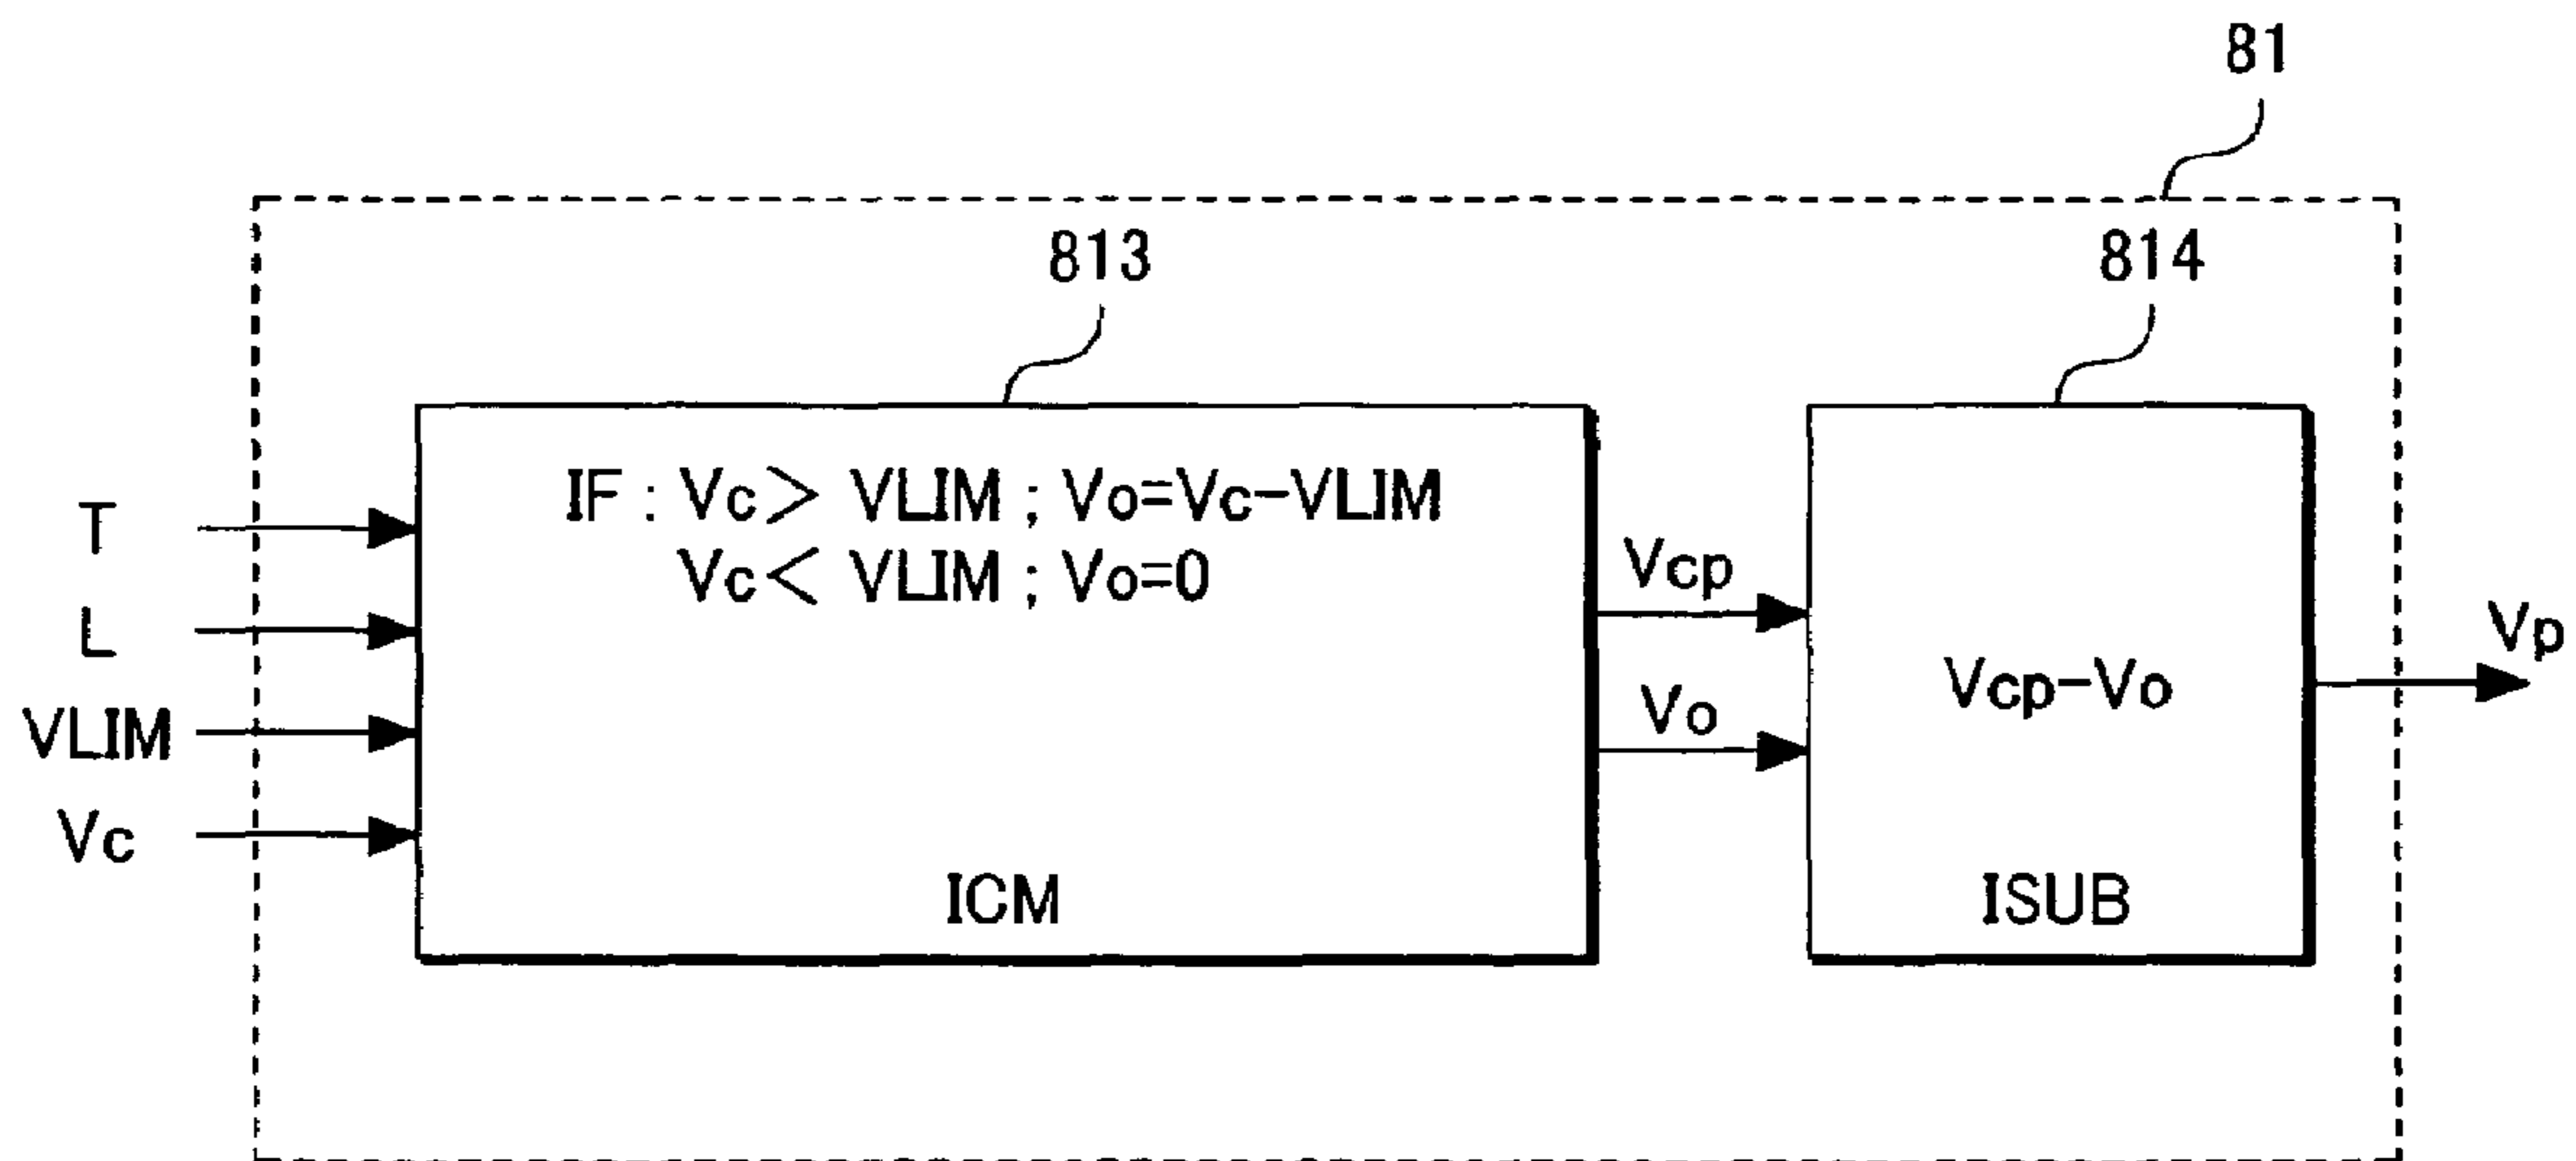 81
813
814
IF : Vc> VLIM ; Vo=Vc-VLIM
Vc< VLIM ; Vo=0
T
L
VLIM
Vc
ICM
Vcp
Vo
Vcp-Vo
ISUB
Vp